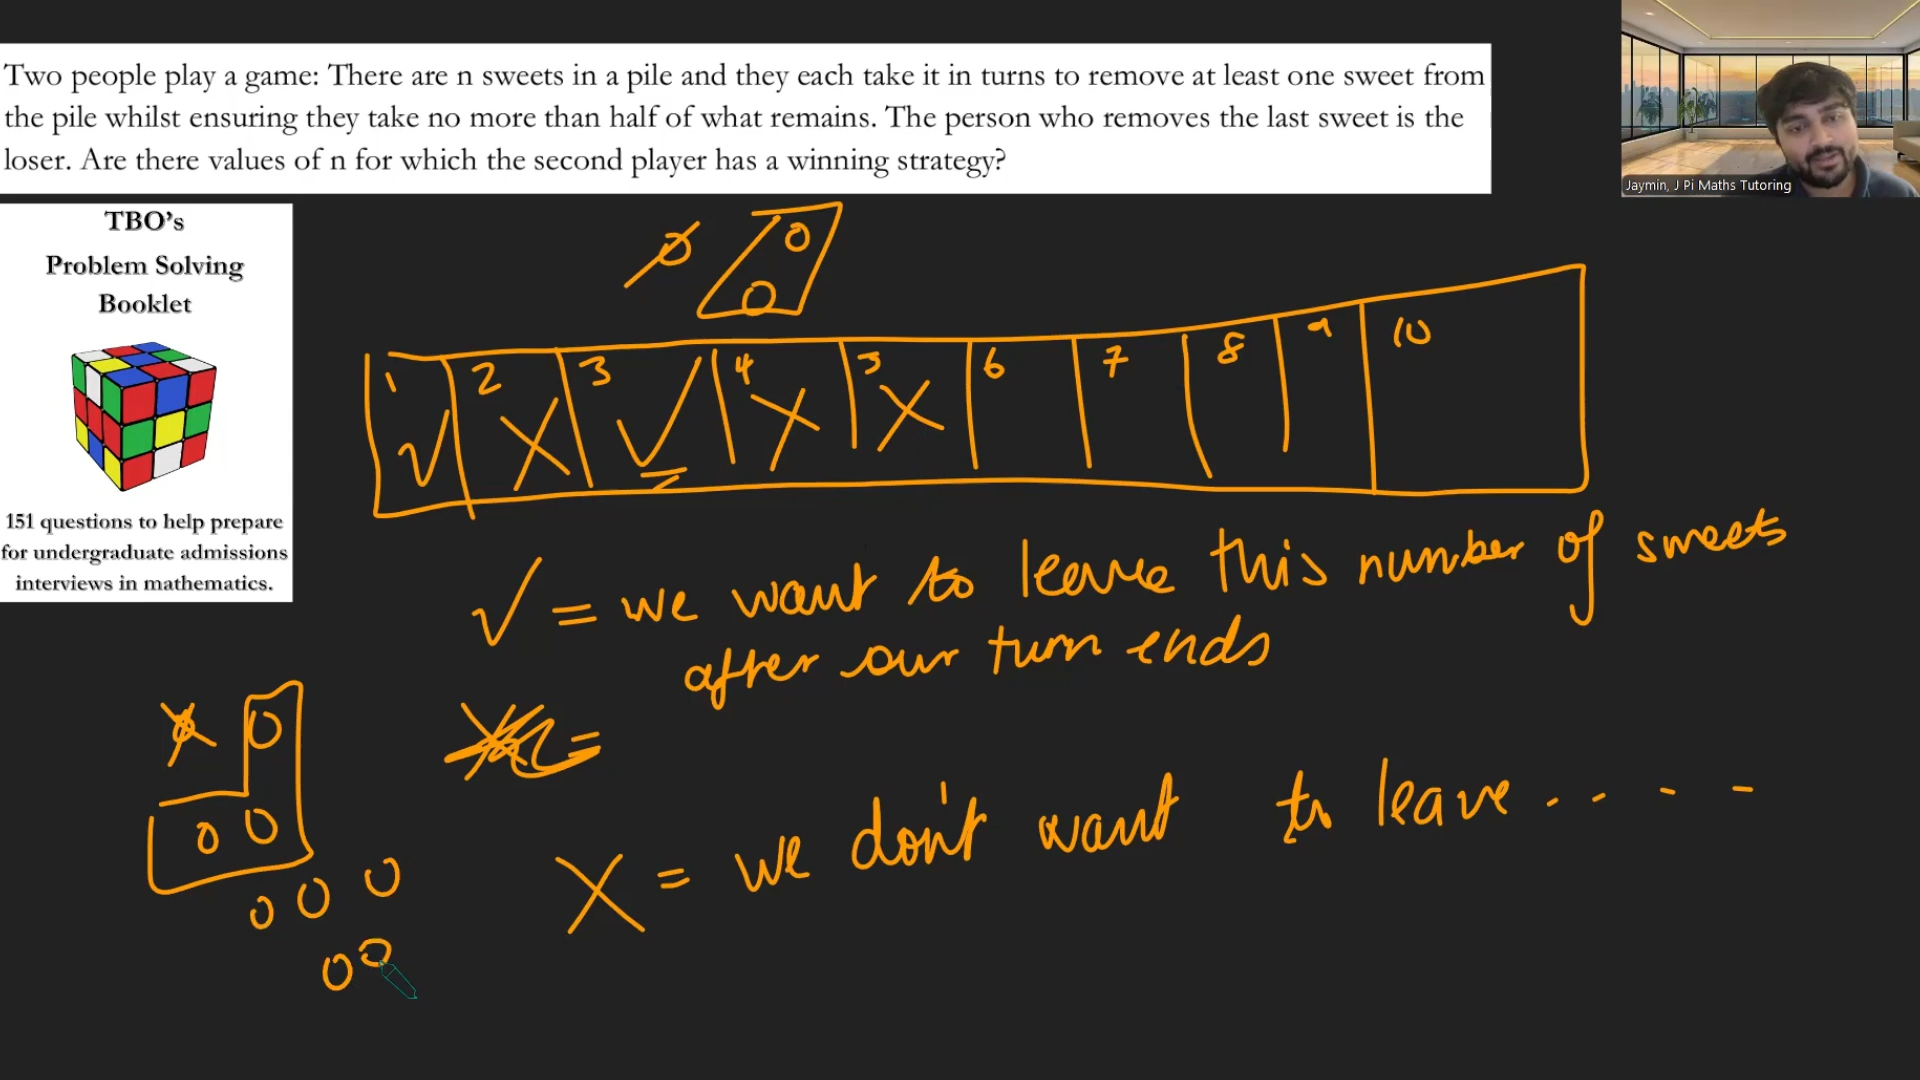 Two people play a game: There are n sweets in a pile and they each take it in turns to remove at least one sweet from
the pile whilst ensuring they take no more than half of what remains. The person who removes the last sweet is the
loser. Are there values of n for which the second player has a winning strategy?
Jaymin, J Pi Maths Tutoring
TBO's
Problem Solving
Booklet
151 questions to help prepare
for undergraduate admissions
interviews in mathematics.
1 2 3 4 5 6 7 8 9 10
✓ X ✓ X X
✓ = we want to leave this number of sweets
after our turn ends
X = we don't want to leave.. - -